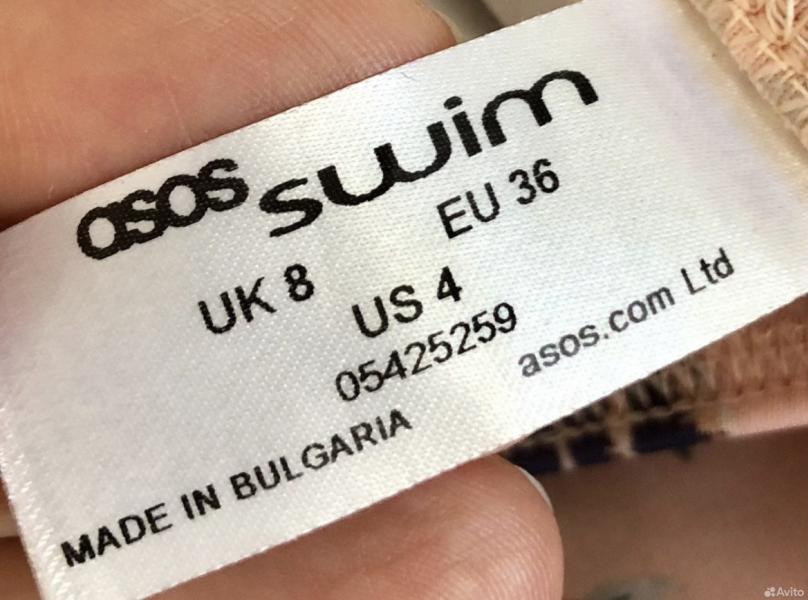 asos swim
UK 8 EU 36
US 4
05425259
asos.com Ltd
MADE IN BULGARIA
Avito